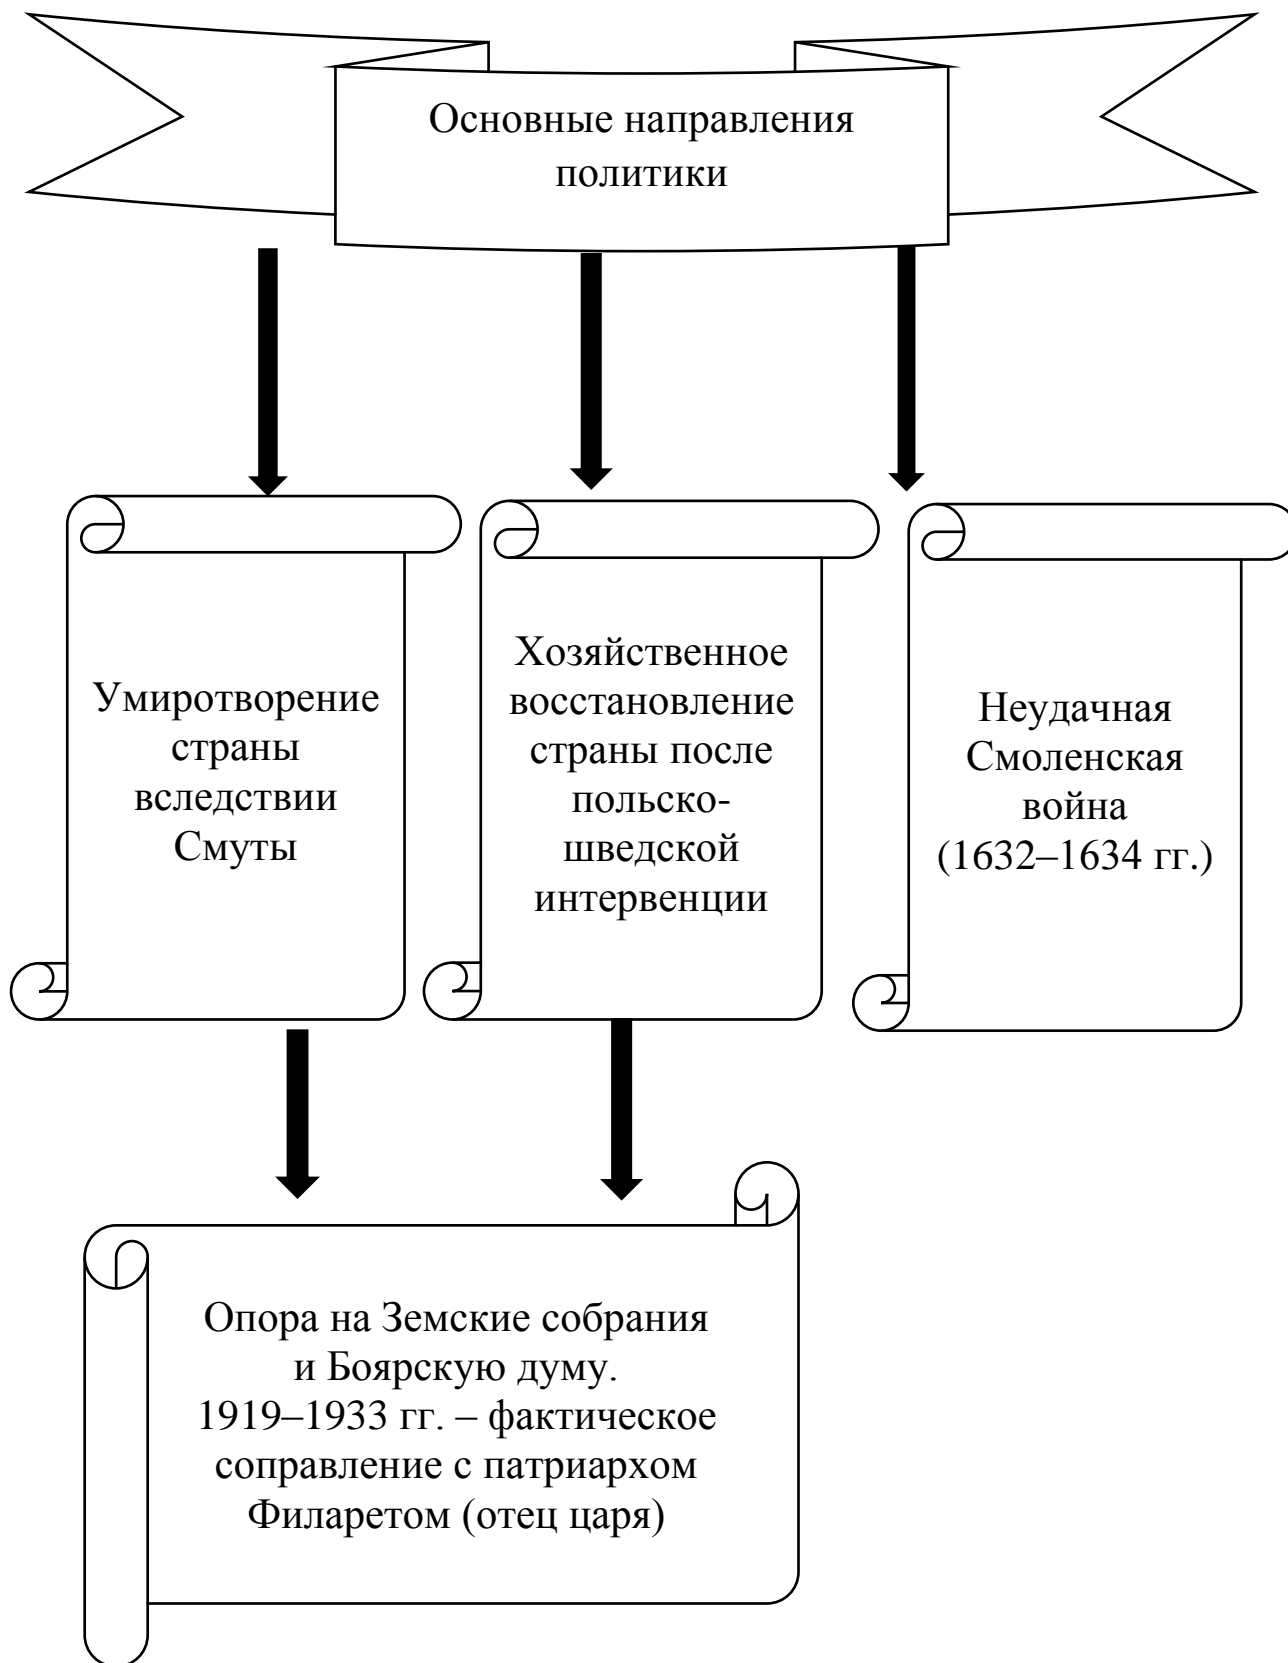 Основные направления
политики
Умиротворение
страны
вследствии
Смуты
Хозяйственное
восстановление
страны после
польско-
шведской
интервенции
Неудачная
Смоленская
война
(1632–1634 гг.)
Опора на Земские собрания
и Боярскую думу.
1919–1933 гг. – фактическое
соправление с патриархом
Филаретом (отец царя)